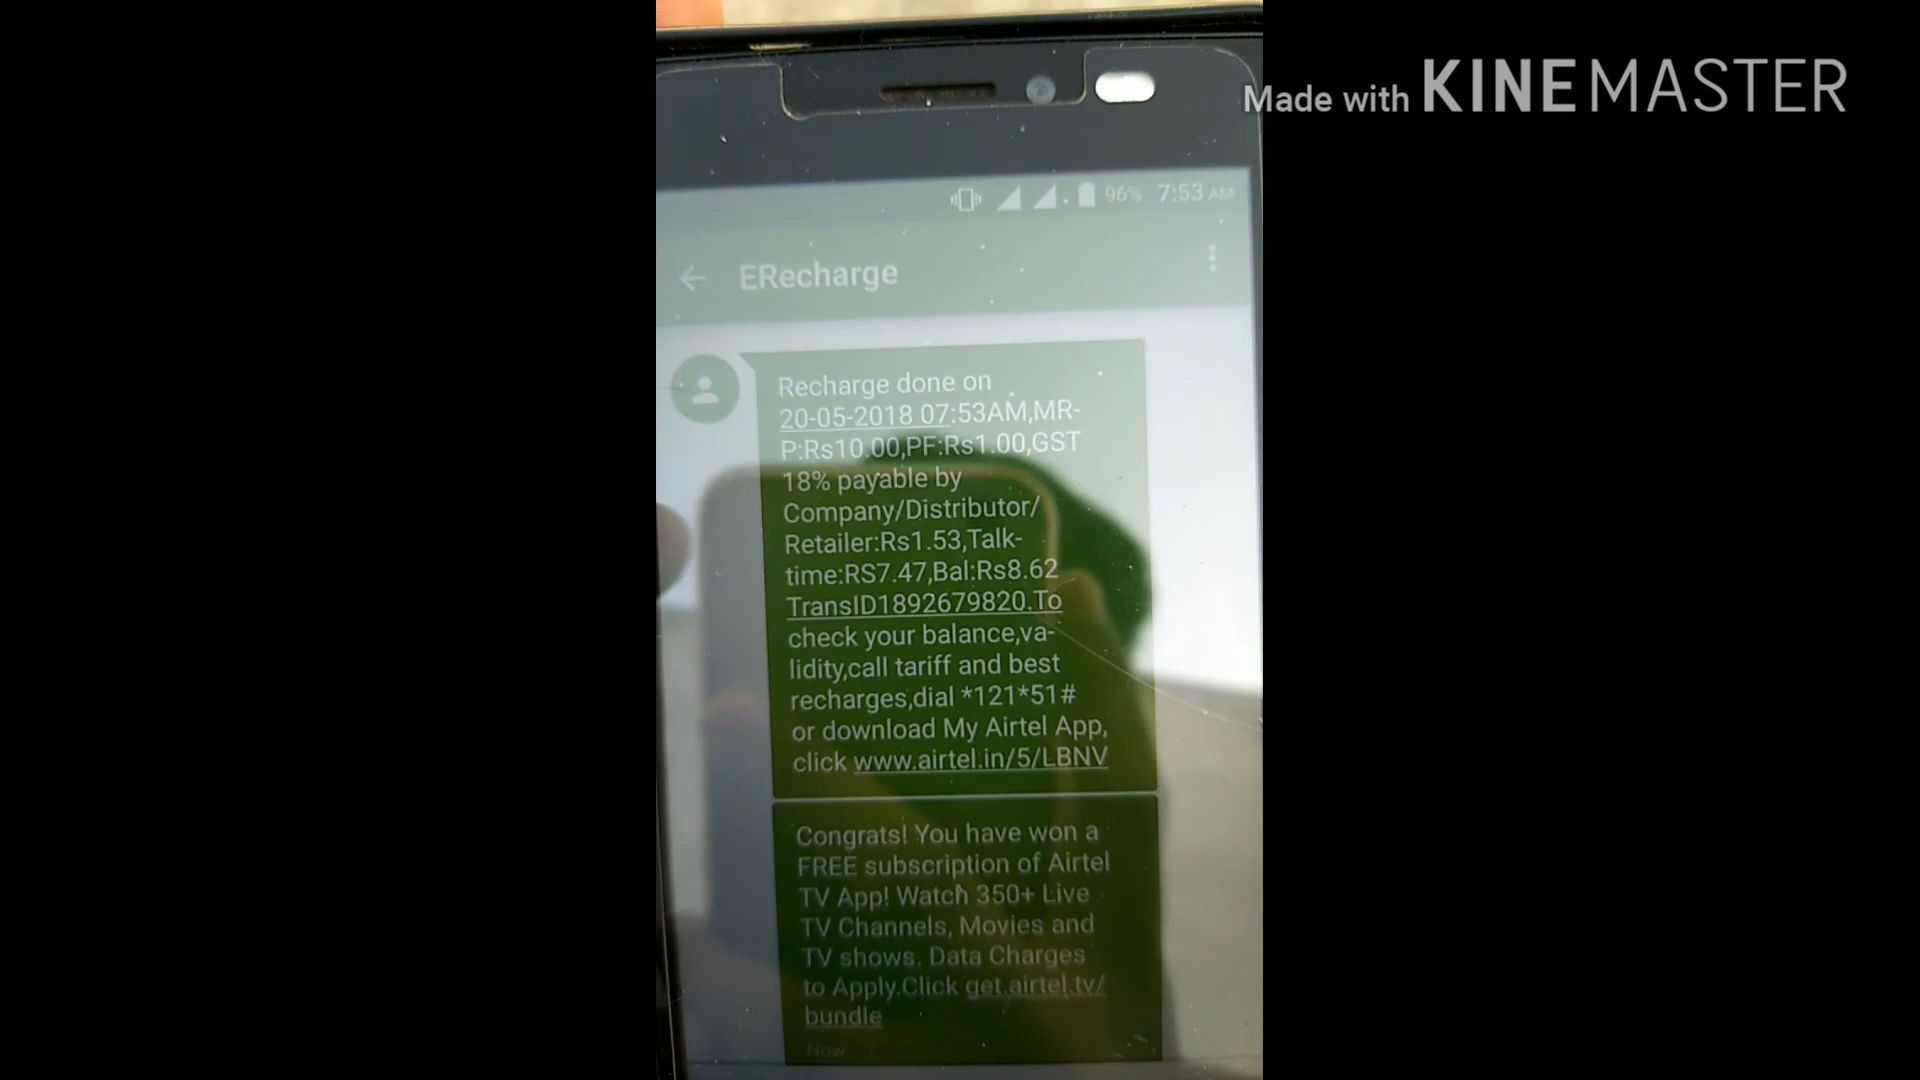 Made with KINEMASTER
96% 7:53 AM
ERecharge
Recharge done on
20-05-2018 07:53AM,MR-
P:Rs10.00,PF:Rs1.00,GST
18% payable by
Company/Distributor/
Retailer:Rs1.53,Talk-
time:RS7.47,Bal:Rs8.62
TransID1892679820.To
check your balance,va-
lidity,call tariff and best
recharges,dial *121*51#
or download My Airtel App,
click www.airtel.in/5/LBNV
Congrats! You have won a
FREE subscription of Airtel
TV App! Watch 350+ Live
TV Channels, Movies and
TV shows. Data Charges
to Apply.Click get.airtel.tv/
bundle
Now